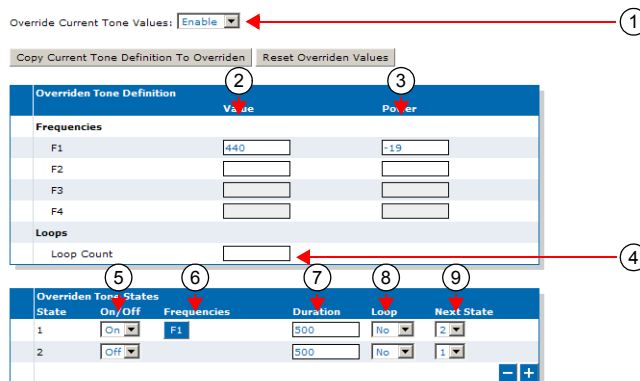 Override Current Tone Values: Enable 1
Copy Current Tone Definition To Overriden Reset Overriden Values
2 3
Overriden Tone Definition
Value Power
Frequencies
F1 440 -19
F2
F3
F4
Loops
Loop Count 4
5 6 7 8 9
Overriden Tone States
State On/Off Frequencies Duration Loop Next State
1 On F1 500 No 2
2 Off 500 No 1
- +